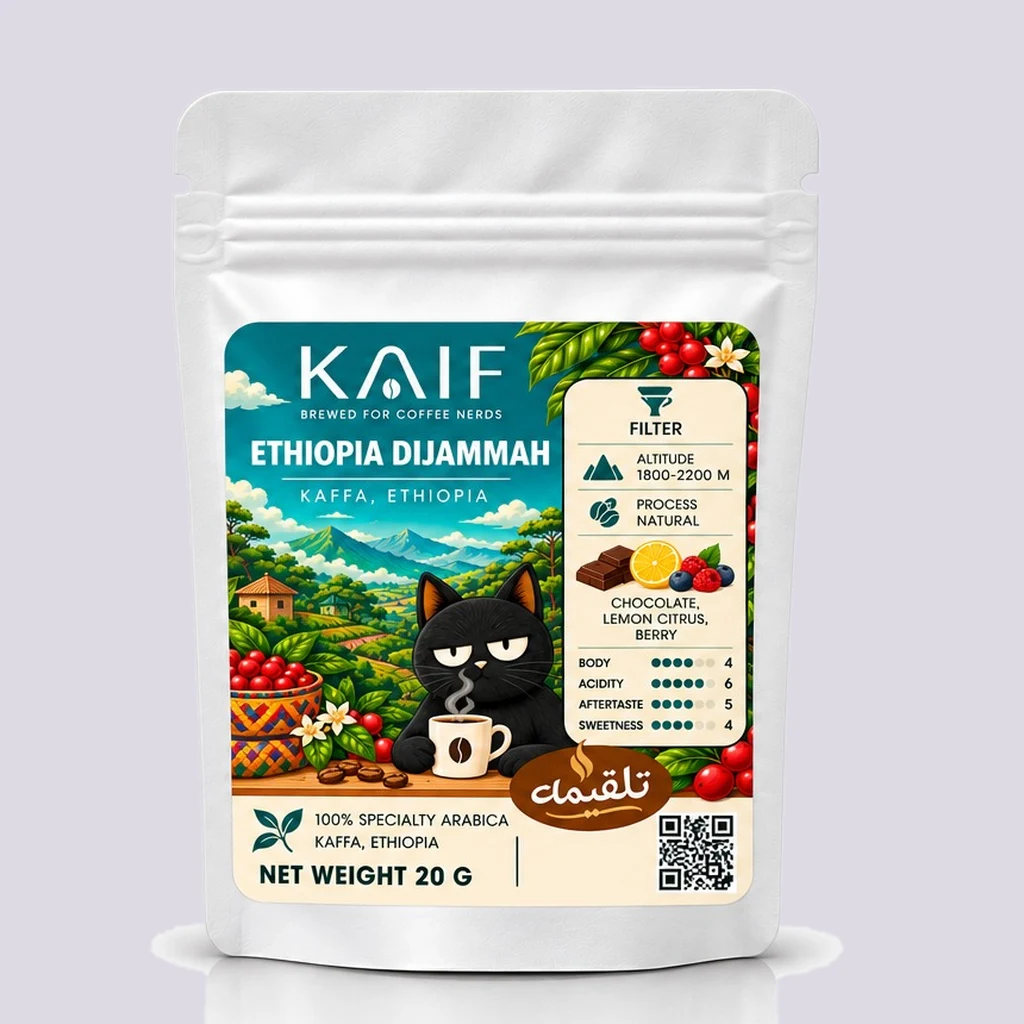 KAIF
BREWED FOR COFFEE NERDS
ETHIOPIA DIJAMMAH
KAFFA, ETHIOPIA
FILTER
ALTITUDE
1800-2200 M
PROCESS
NATURAL
CHOCOLATE,
LEMON CITRUS,
BERRY
BODY 4
ACIDITY 6
AFTERTASTE 5
SWEETNESS 4
تلقيمه
100% SPECIALTY ARABICA
KAFFA, ETHIOPIA
NET WEIGHT 20 G